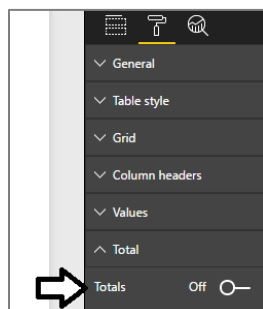 General
Table style
Grid
Column headers
Values
Total
Totals Off